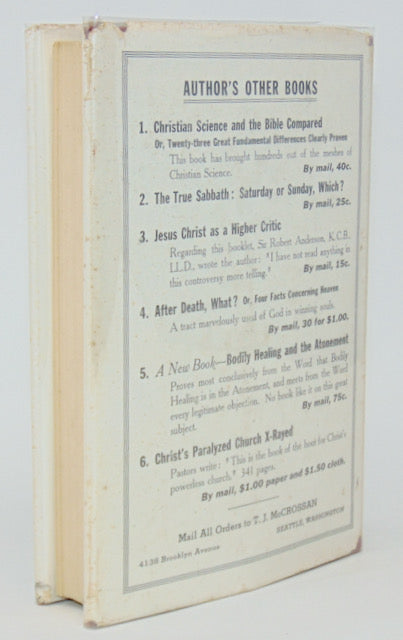 AUTHOR'S OTHER BOOKS
1. Christian Science and the Bible Compared
Or, Twenty-three Great Fundamental Differences Clearly Proven
This book has brought hundreds out of the meshes of
Christian Science. By mail, 40c.
2. The True Sabbath: Saturday or Sunday, Which?
By mail, 25c.
3. Jesus Christ as a Higher Critic
Regarding this booklet, Sir Robert Anderson, K.C.B.,
LL.D., wrote the author: "I have not read anything in
this controversy more telling." By mail, 15c.
4. After Death, What? Or, Four Facts Concerning Heaven
A tract marvelously used of God in winning souls.
By mail, 30 for $1.00.
5. A New Book—Bodily Healing and the Atonement
Proves most conclusively from the Word that Bodily
Healing is in the Atonement, and meets from the Word
every legitimate objection. No book like it on this great
subject. By mail, 75c.
6. Christ's Paralyzed Church X-Rayed
Pastors write: "This is the book of the hour for Christ's
powerless church." 341 pages.
By mail, $1.00 paper and $1.50 cloth.
Mail All Orders to T. J. McCROSSAN
4138 Brooklyn Avenue SEATTLE, WASHINGTON